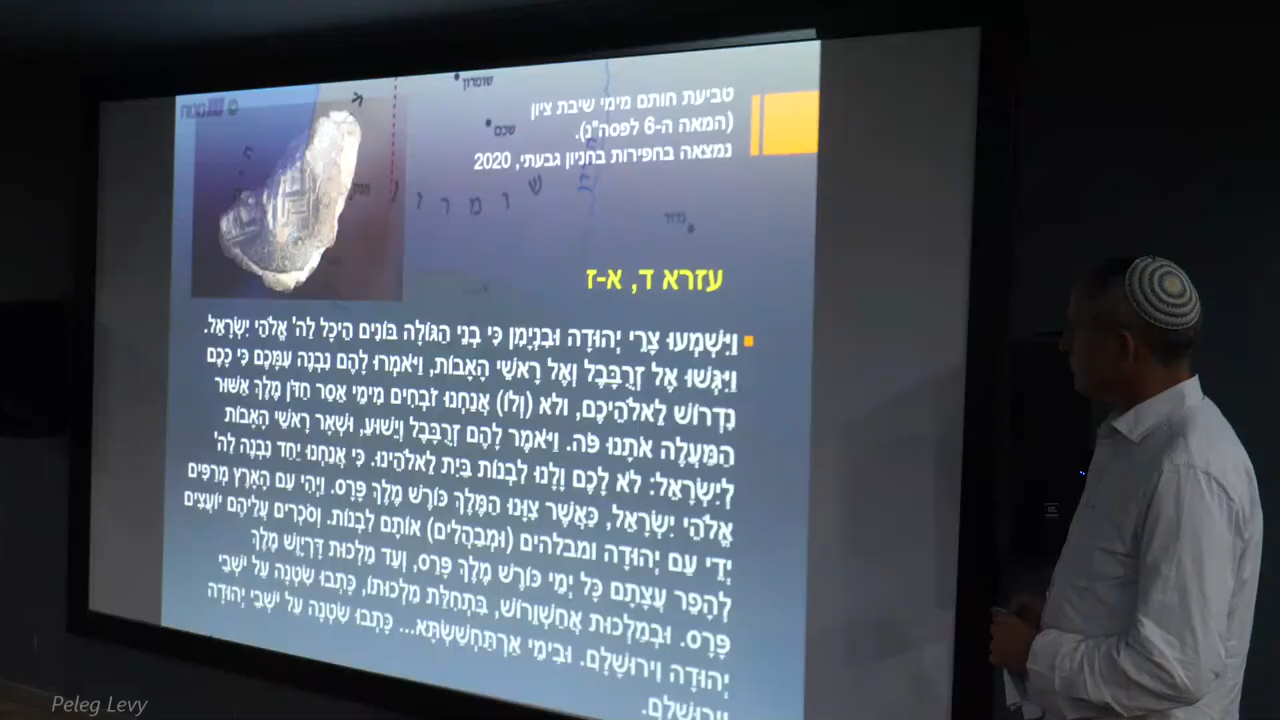 טביעת חותם מימי שיבת ציון
(המאה ה-6 לפסה"נ).
נמצאה בחפירות בחניון גבעתי, 2020
שומרון
שכם
ש ו מ ר ו ן
גדור
עזרא ד, א-ז
וַיִּשְׁמְעוּ צָרֵי יְהוּדָה וּבִנְיָמִן כִּי בְנֵי הַגּוֹלָה בּוֹנִים הֵיכָל לַה' אֱלֹהֵי יִשְׂרָאֵל.
וַיִּגְּשׁוּ אֶל זְרֻבָּבֶל וְאֶל רָאשֵׁי הָאָבוֹת, וַיֹּאמְרוּ לָהֶם נִבְנֶה עִמָּכֶם כִּי כָכֶם
נִדְרוֹשׁ לֵאלֹהֵיכֶם, ולא (וְלוֹ) אֲנַחְנוּ זֹבְחִים מִימֵי אֵסַר חַדֹּן מֶלֶךְ אַשּׁוּר
הַמַּעֲלֶה אֹתָנוּ פֹּה. וַיֹּאמֶר לָהֶם זְרֻבָּבֶל וְיֵשׁוּעַ, וּשְׁאָר רָאשֵׁי הָאָבוֹת
לְיִשְׂרָאֵל: לֹא לָכֶם וָלָנוּ לִבְנוֹת בַּיִת לֵאלֹהֵינוּ. כִּי אֲנַחְנוּ יַחַד נִבְנֶה לַה'
אֱלֹהֵי יִשְׂרָאֵל, כַּאֲשֶׁר צִוָּנוּ הַמֶּלֶךְ כּוֹרֶשׁ מֶלֶךְ פָּרָס. וַיְהִי עַם הָאָרֶץ מְרַפִּים
יְדֵי עַם יְהוּדָה ומבלהים (וּמְבַהֲלִים) אוֹתָם לִבְנוֹת. וְסֹכְרִים עֲלֵיהֶם יוֹעֲצִים
לְהָפֵר עֲצָתָם כָּל יְמֵי כּוֹרֶשׁ מֶלֶךְ פָּרָס, וְעַד מַלְכוּת דָּרְיָוֶשׁ מֶלֶךְ
פָּרָס. וּבְמַלְכוּת אֲחַשְׁוֵרוֹשׁ, בִּתְחִלַּת מַלְכוּתוֹ, כָּתְבוּ שִׂטְנָה עַל יֹשְׁבֵי
יְהוּדָה וִירוּשָׁלִָם. וּבִימֵי אַרְתַּחְשַׁשְׂתָּא... כָּתְבוּ שִׂטְנָה עַל יֹשְׁבֵי יְהוּדָה
וִירוּשָׁלִָם.
Peleg Levy